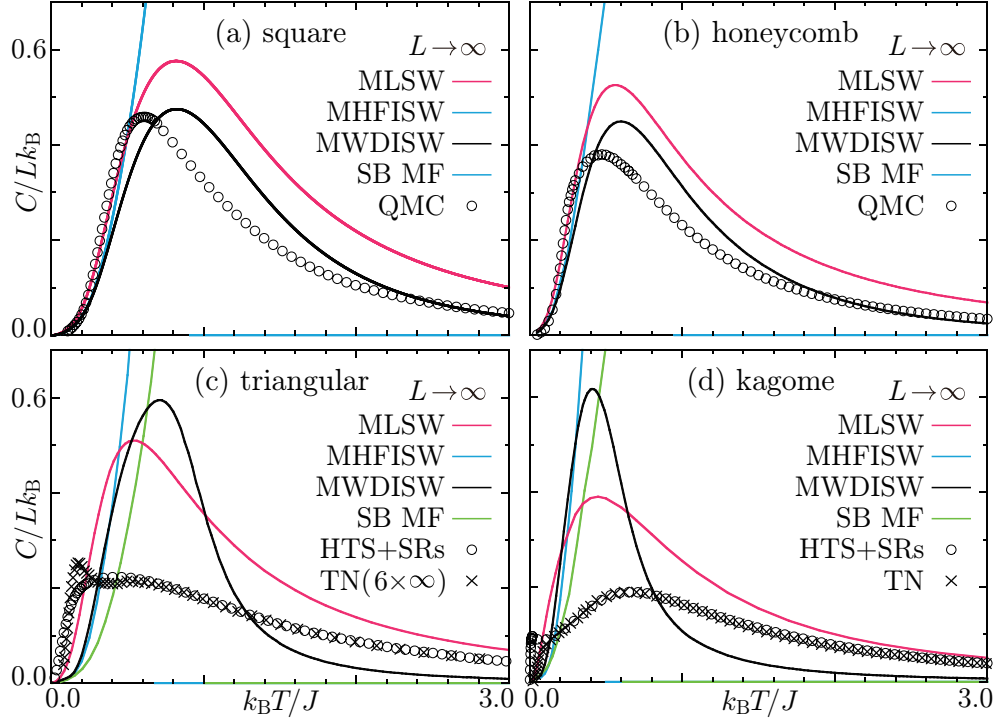 (a) square
L→∞
MLSW
MHFISW
MWDISW
SB MF
QMC
0.6
C/Lk_B
0.0
(b) honeycomb
L→∞
MLSW
MHFISW
MWDISW
SB MF
QMC
(c) triangular
L→∞
MLSW
MHFISW
MWDISW
SB MF
HTS+SRs
TN(6×∞)
0.6
C/Lk_B
0.0
0.0
k_BT/J
3.0
(d) kagome
L→∞
MLSW
MHFISW
MWDISW
SB MF
HTS+SRs
TN
0.0
k_BT/J
3.0